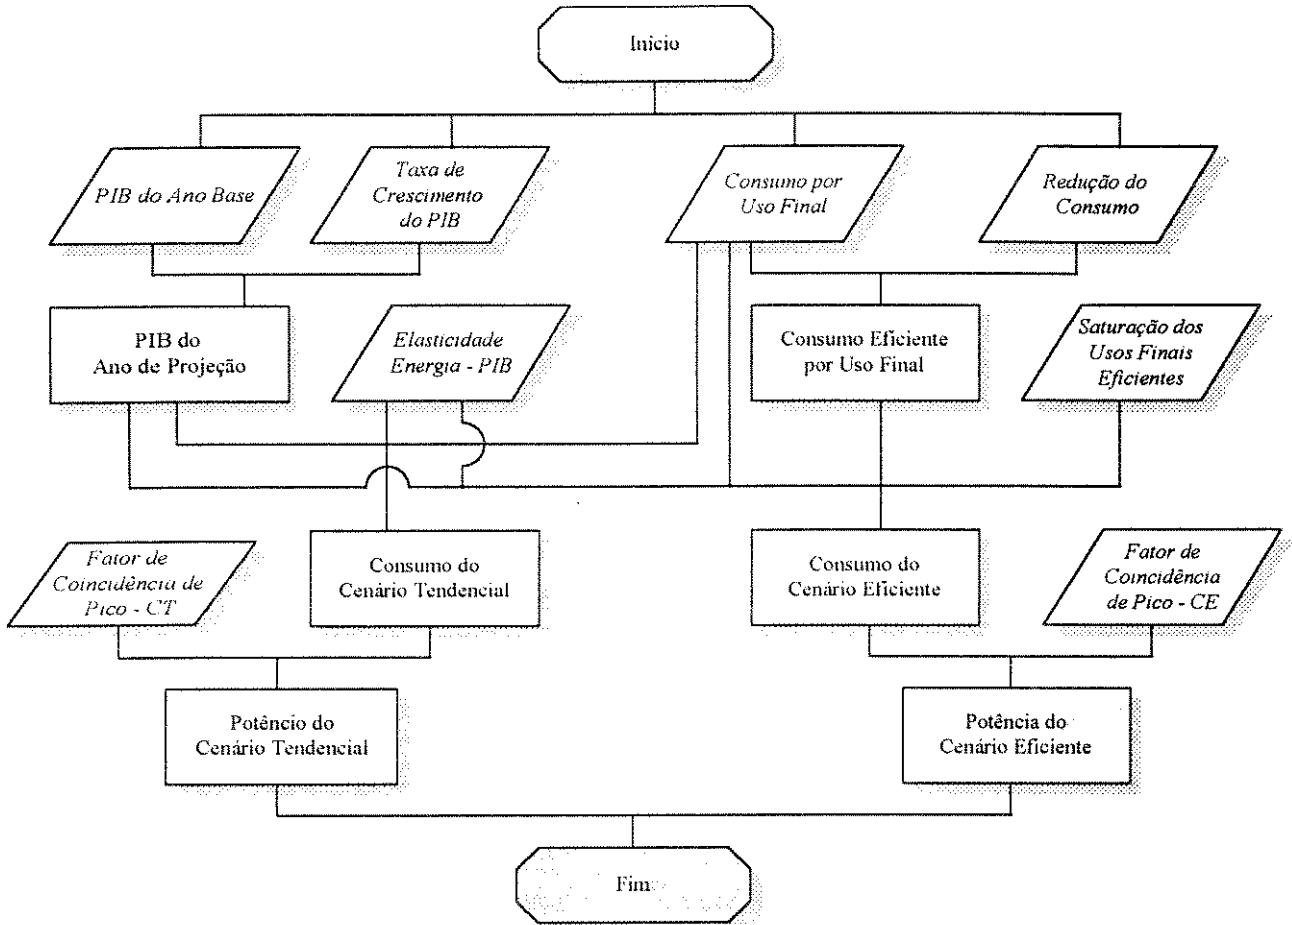 Início
PIB do Ano Base
Taxa de
Crescimento
do PIB
Consumo por
Uso Final
Redução do
Consumo
PIB do
Ano de Projeção
Elasticidade
Energia - PIB
Consumo Eficiente
por Uso Final
Saturação dos
Usos Finais
Eficientes
Fator de
Coincidência de
Pico - CT
Consumo do
Cenário Tendencial
Consumo do
Cenário Eficiente
Fator de
Coincidência
de Pico - CE
Potêncio do
Cenário Tendencial
Potência do
Cenário Eficiente
Fim